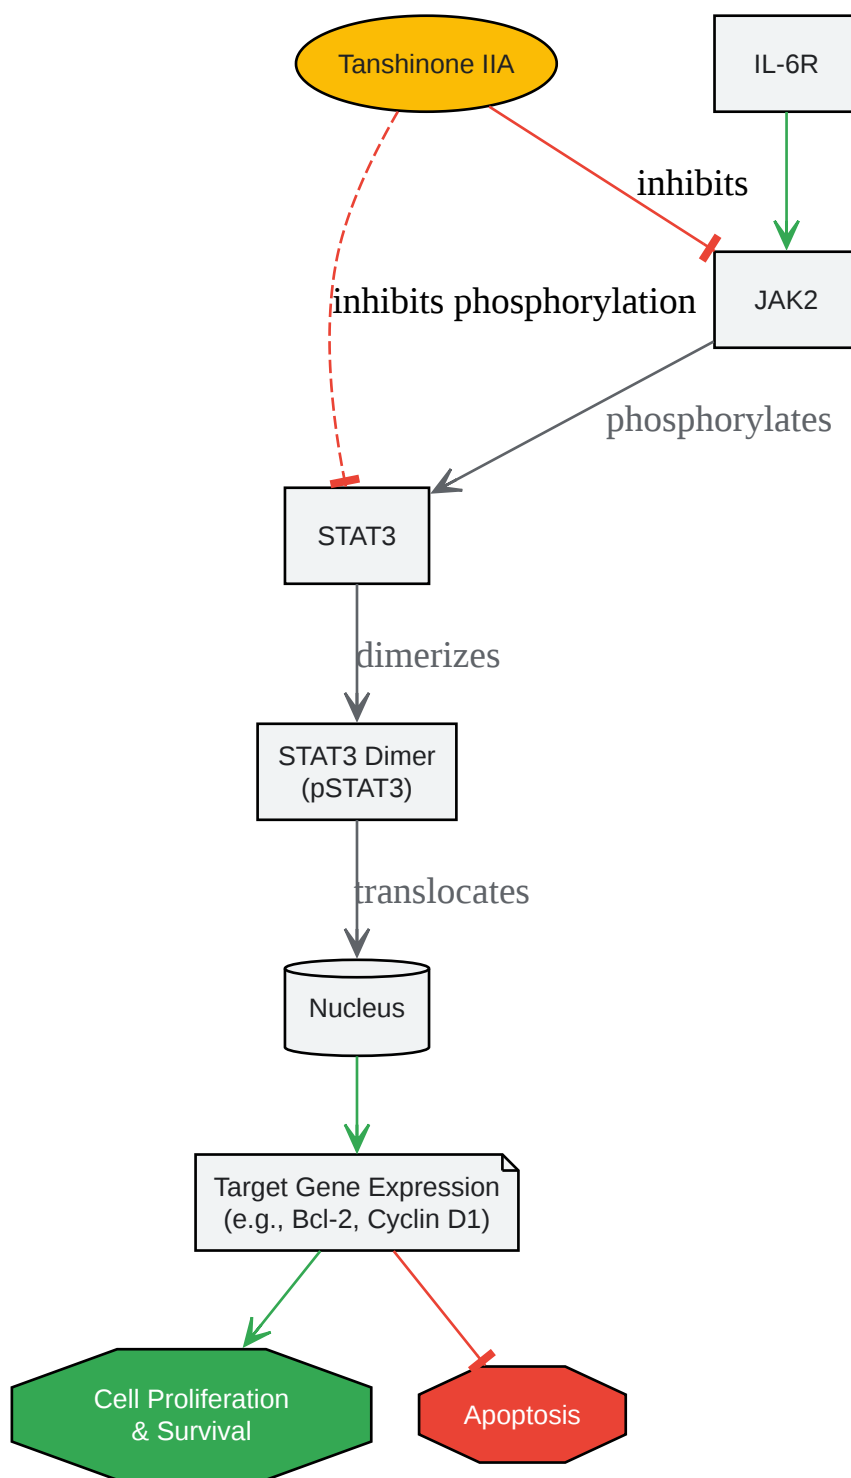 Tanshinone IIA
IL-6R
inhibits
inhibits phosphorylation
JAK2
phosphorylates
STAT3
dimerizes
STAT3 Dimer
(pSTAT3)
translocates
Nucleus
Target Gene Expression
(e.g., Bcl-2, Cyclin D1)
Cell Proliferation
& Survival
Apoptosis